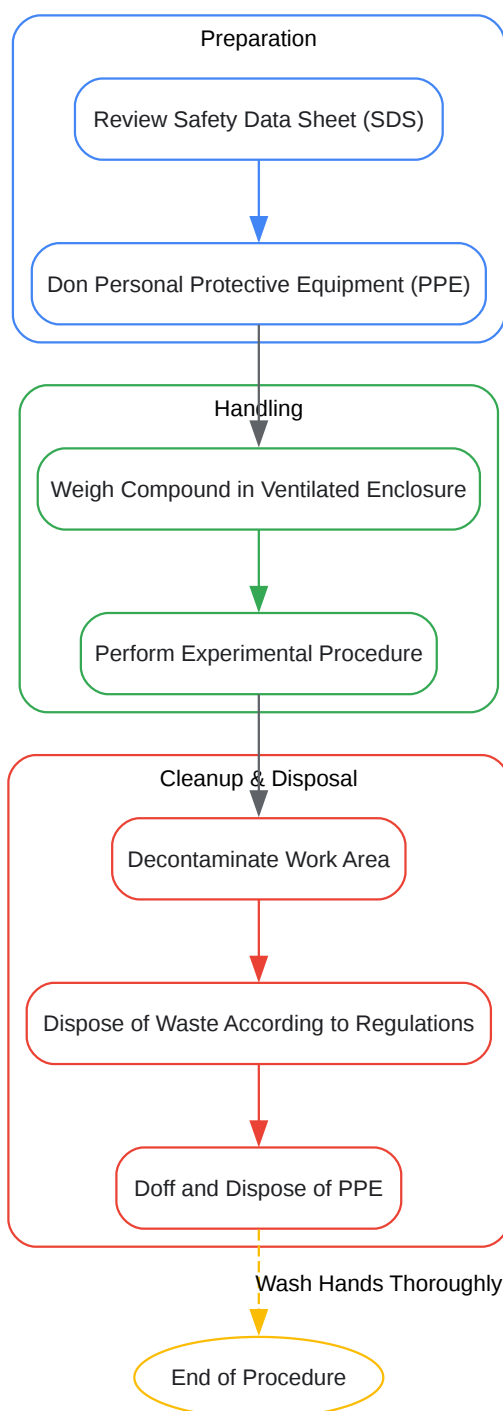 Preparation
Review Safety Data Sheet (SDS)
Don Personal Protective Equipment (PPE)
Handling
Weigh Compound in Ventilated Enclosure
Perform Experimental Procedure
Cleanup & Disposal
Decontaminate Work Area
Dispose of Waste According to Regulations
Doff and Dispose of PPE
Wash Hands Thoroughly
End of Procedure